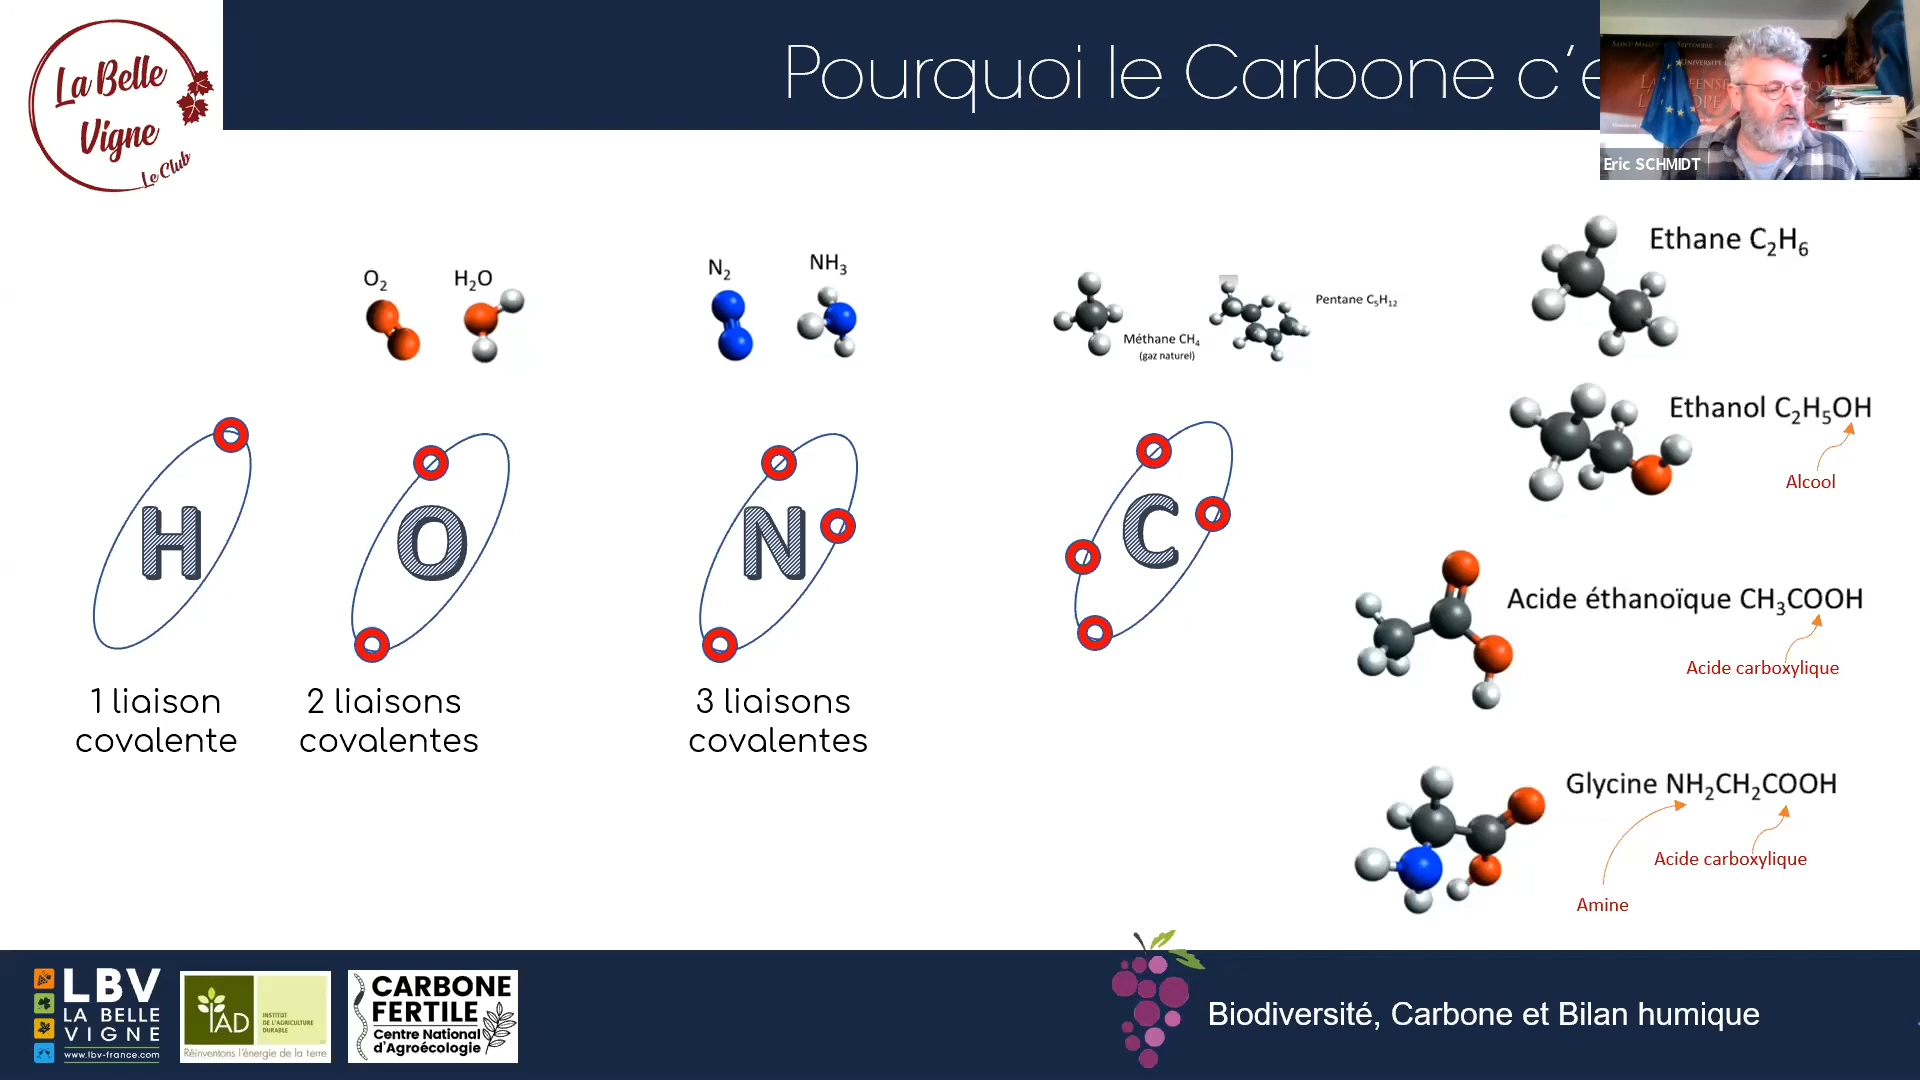 La Belle
Vigne
Le Club
Pourquoi le Carbone c'e
Eric SCHMIDT
O2
H2O
N2
NH3
Méthane CH4
(gaz naturel)
Pentane C5H12
Ethane C2H6
Ethanol C2H5OH
Alcool
H
O
N
C
Acide éthanoïque CH3COOH
Acide carboxylique
1 liaison
covalente
2 liaisons
covalentes
3 liaisons
covalentes
Glycine NH2CH2COOH
Acide carboxylique
Amine
LBV
LA BELLE
VIGNE
www.lbv-france.com
IAD
INSTITUT
DE L'AGRICULTURE
DURABLE
Réinventons l'énergie de la terre
CARBONE
FERTILE
Centre National
d'Agroécologie
Biodiversité, Carbone et Bilan humique